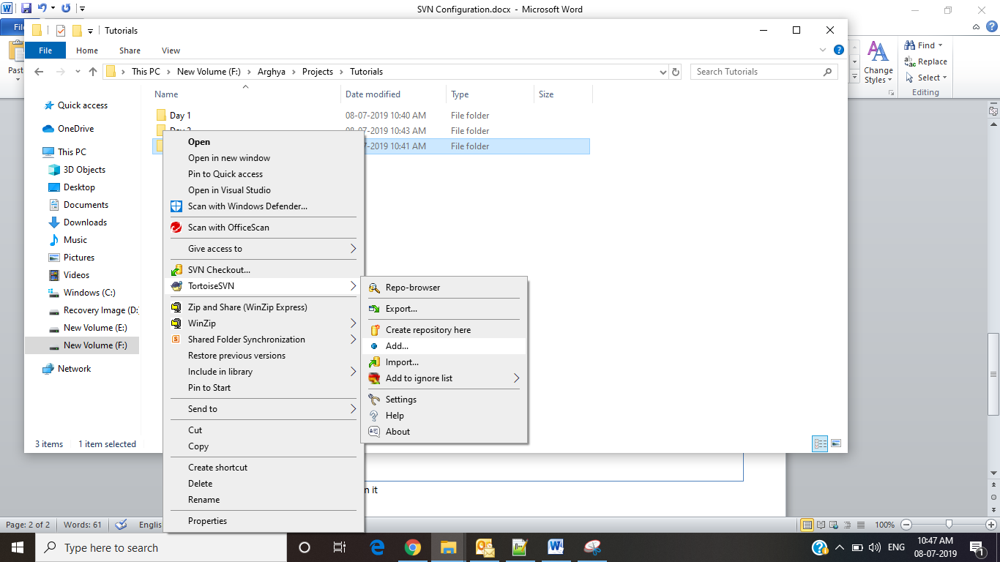 SVN Configuration.docx - Microsoft Word
Tutorials
File
Home
Share
View
This PC
New Volume (F:)
Arghya
Projects
Tutorials
Search Tutorials
Find
Replace
Select
Editing
Change
Styles
Past
Name
Date modified
Type
Size
Day 1
08-07-2019 10:40 AM
File folder
08-07-2019 10:43 AM
File folder
2019 10:41 AM
File folder
Quick access
OneDrive
This PC
3D Objects
Desktop
Documents
Downloads
Music
Pictures
Videos
Windows (C:)
Recovery Image (D:
New Volume (E:)
New Volume (F:)
Network
3 items
1 item selected
Open
Open in new window
Pin to Quick access
Open in Visual Studio
Scan with Windows Defender...
Scan with OfficeScan
Give access to
SVN Checkout...
TortoiseSVN
Zip and Share (WinZip Express)
WinZip
Shared Folder Synchronization
Restore previous versions
Include in library
Pin to Start
Send to
Cut
Copy
Create shortcut
Delete
Rename
Properties
Repo-browser
Export...
Create repository here
Add...
Import...
Add to ignore list
Settings
Help
About
it
Page: 2 of 2
Words: 61
Englis
100%
Type here to search
ENG
10:47 AM
08-07-2019
1